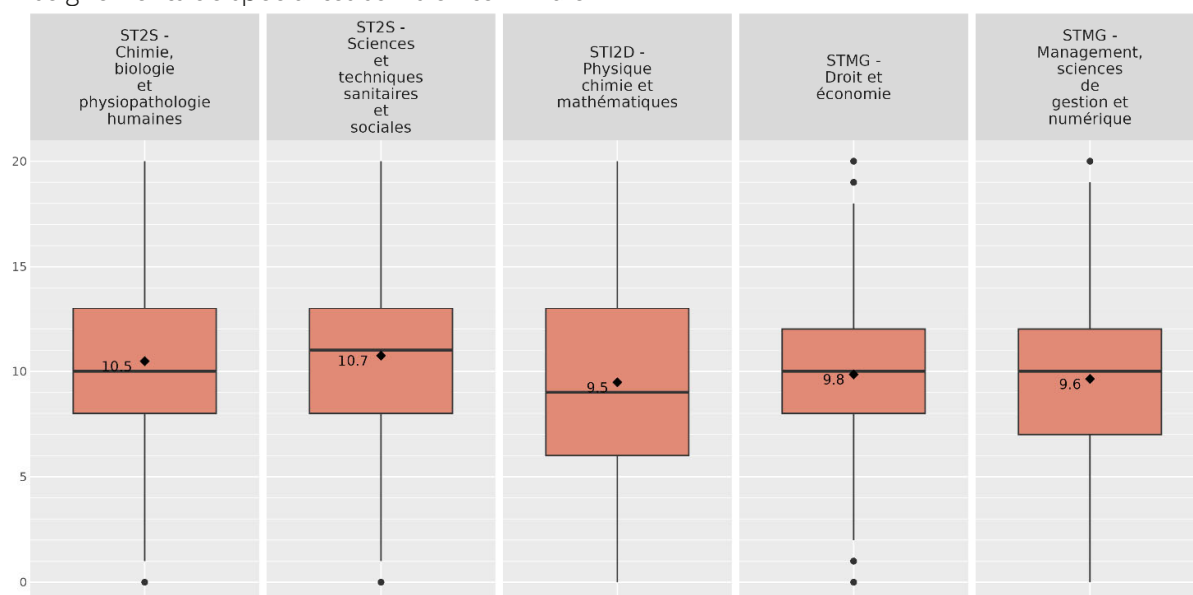 ST2S -
Chimie,
biologie
et
physiopathologie
humaines
ST2S -
Sciences
et
techniques
sanitaires
et
sociales
STI2D -
Physique
chimie et
mathématiques
STMG -
Droit et
économie
STMG -
Management,
sciences
de
gestion et
numérique
20
15
10
5
0
10.5
10.7
9.5
9.8
9.6